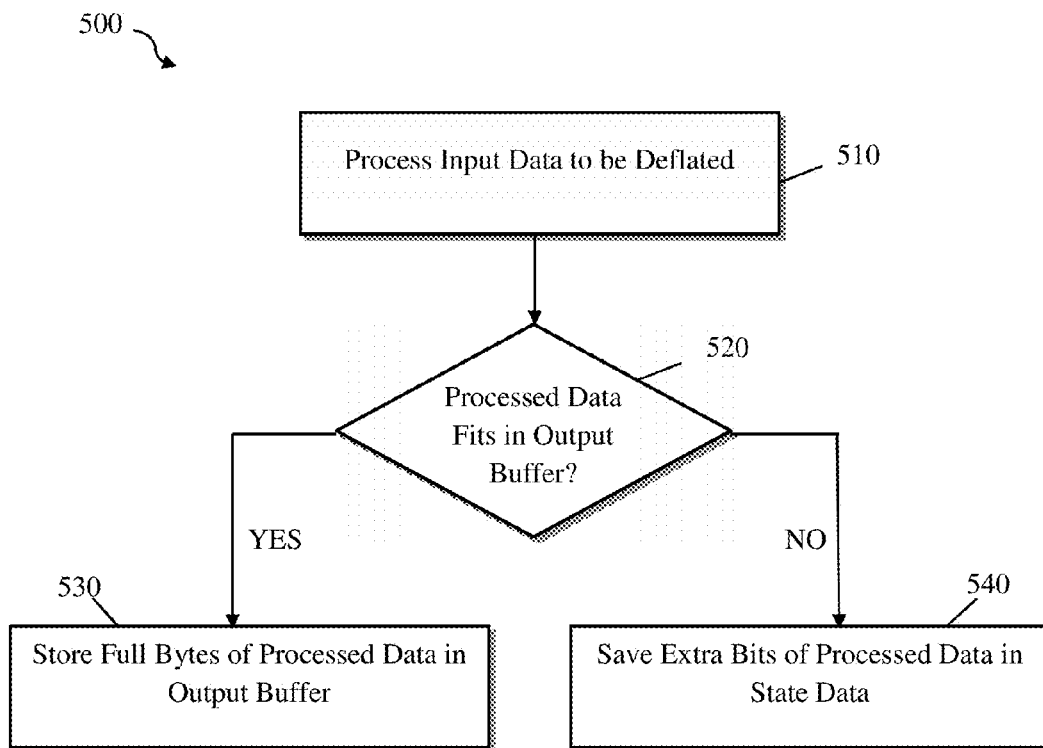 500
Process Input Data to be Deflated
510
520
Processed Data
Fits in Output
Buffer?
YES
NO
530
540
Store Full Bytes of Processed Data in
Output Buffer
Save Extra Bits of Processed Data in
State Data